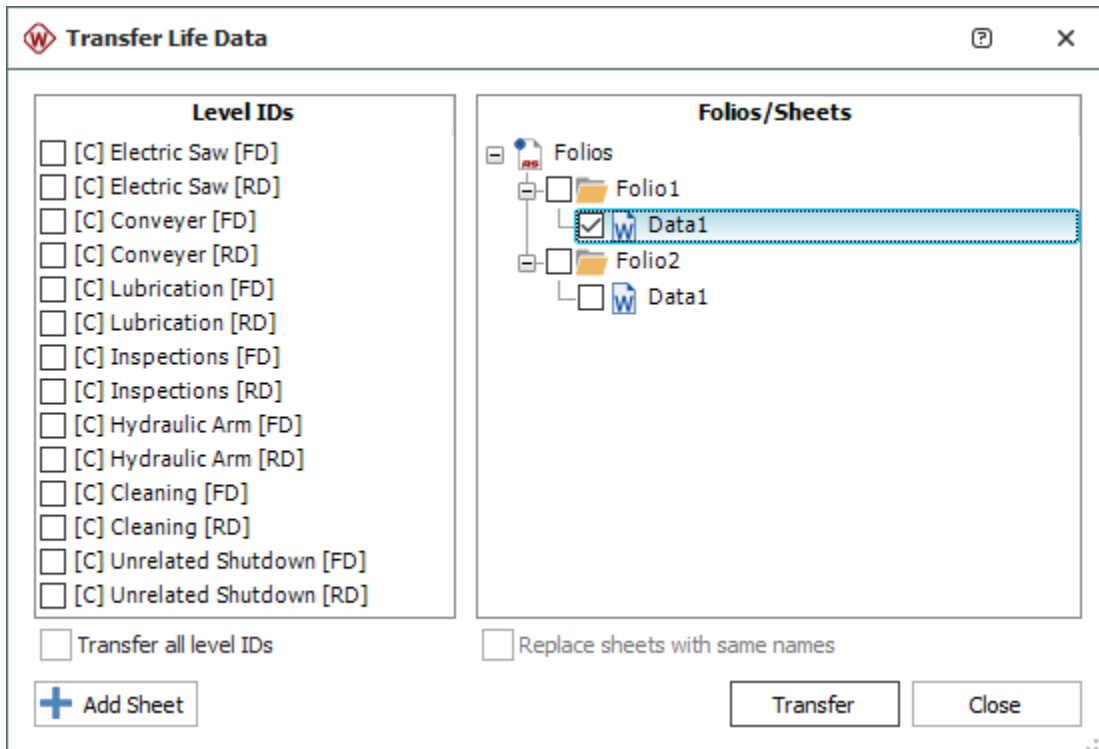 Transfer Life Data
Level IDs
[C] Electric Saw [FD]
[C] Electric Saw [RD]
[C] Conveyer [FD]
[C] Conveyer [RD]
[C] Lubrication [FD]
[C] Lubrication [RD]
[C] Inspections [FD]
[C] Inspections [RD]
[C] Hydraulic Arm [FD]
[C] Hydraulic Arm [RD]
[C] Cleaning [FD]
[C] Cleaning [RD]
[C] Unrelated Shutdown [FD]
[C] Unrelated Shutdown [RD]
Transfer all level IDs
Add Sheet
Folios/Sheets
Folios
Folio1
Data1
Folio2
Data1
Replace sheets with same names
Transfer Close